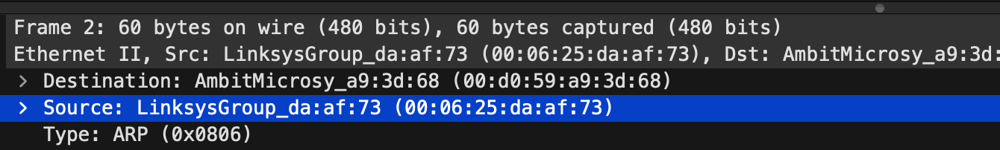 Frame 2: 60 bytes on wire (480 bits), 60 bytes captured (480 bits)
Ethernet II, Src: LinksysGroup_da:af:73 (00:06:25:da:af:73), Dst: AmbitMicrosy_a9:3d:
> Destination: AmbitMicrosy_a9:3d:68 (00:d0:59:a9:3d:68)
> Source: LinksysGroup_da:af:73 (00:06:25:da:af:73)
Type: ARP (0x0806)